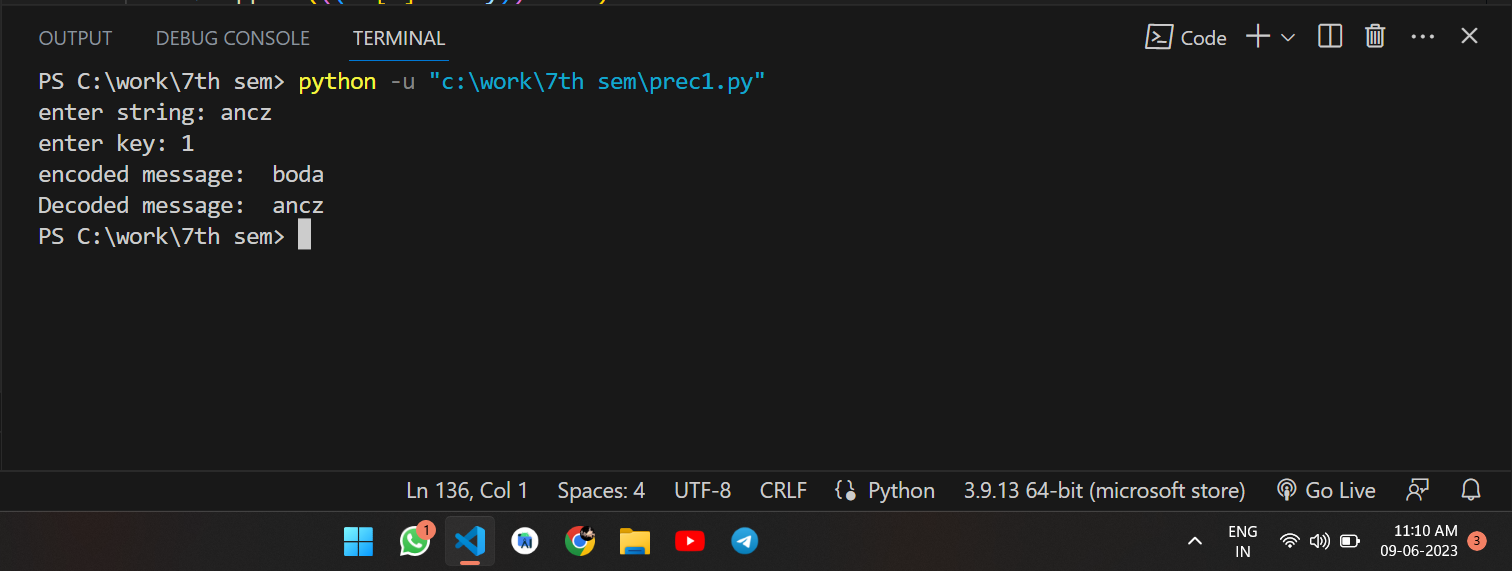 OUTPUT DEBUG CONSOLE TERMINAL Code
PS C:\work\7th sem> python -u "c:\work\7th sem\prec1.py"
enter string: ancz
enter key: 1
encoded message:  boda
Decoded message:  ancz
PS C:\work\7th sem>
Ln 136, Col 1 Spaces: 4 UTF-8 CRLF Python 3.9.13 64-bit (microsoft store) Go Live
1 ENG 11:10 AM
IN 09-06-2023 3